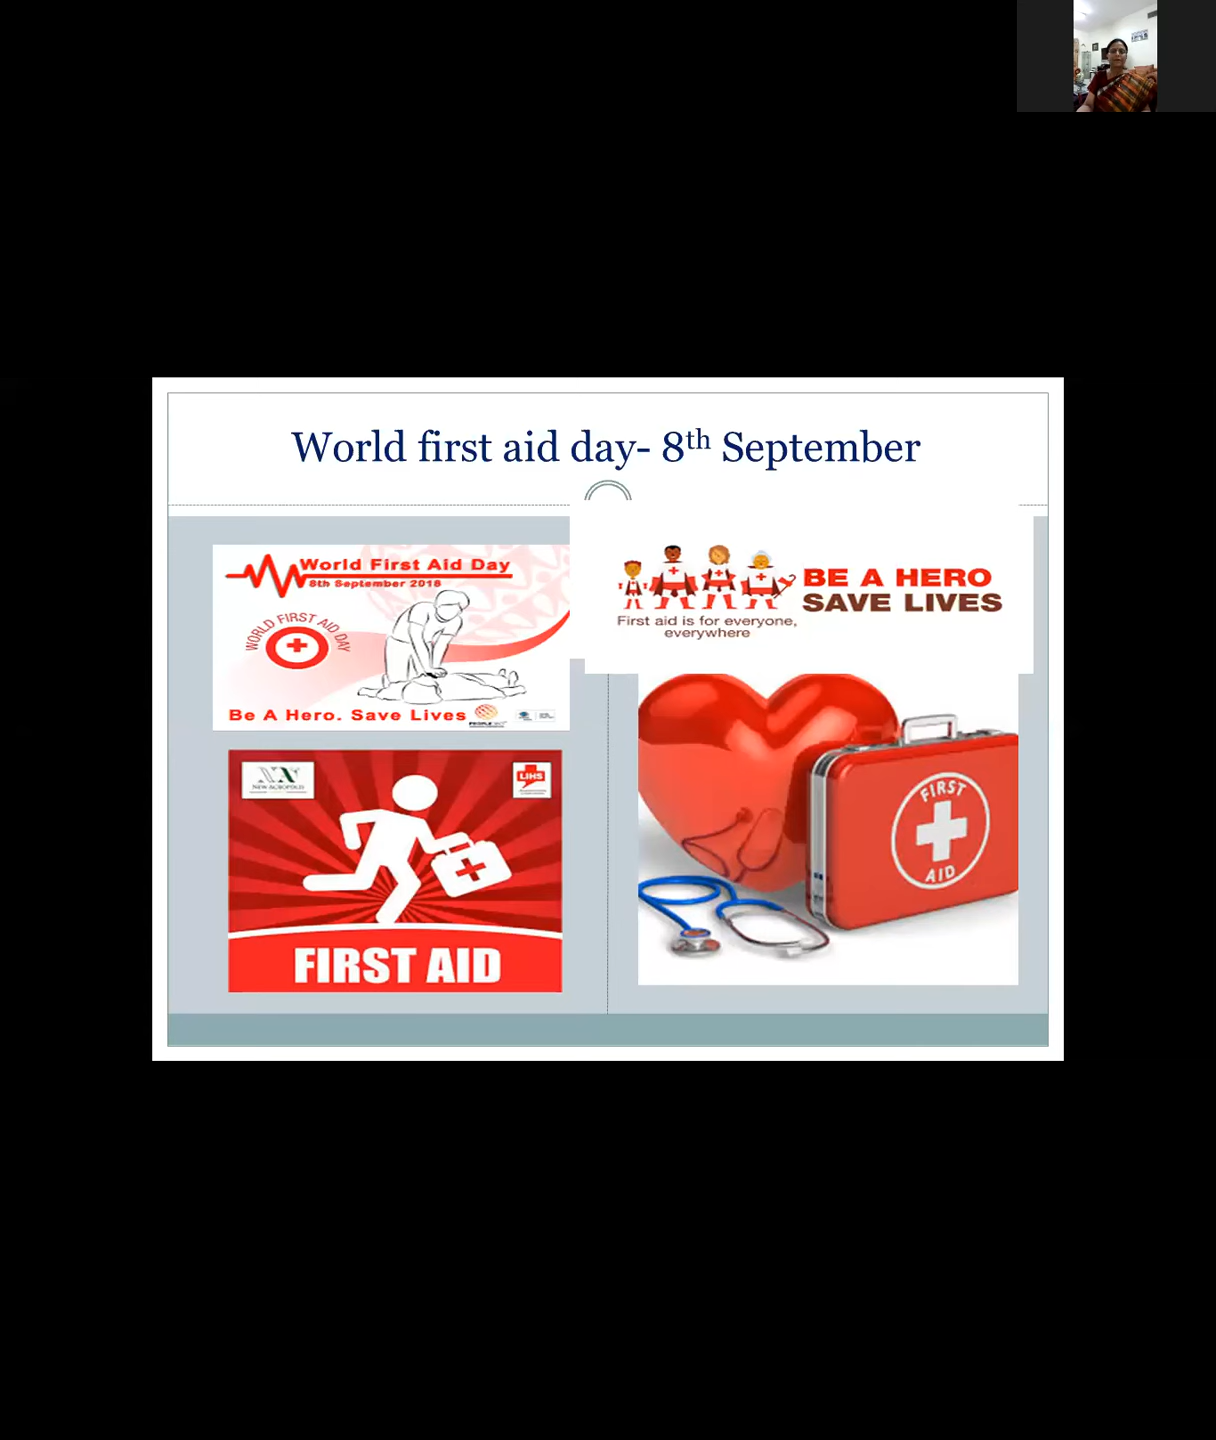 World first aid day- 8th September
World First Aid Day
8th September 2018
WORLD FIRST AID DAY
Be A Hero. Save Lives
BE A HERO
SAVE LIVES
First aid is for everyone,
everywhere
NEW ACROPOLIS
LIHS
FIRST AID
FIRST
AID